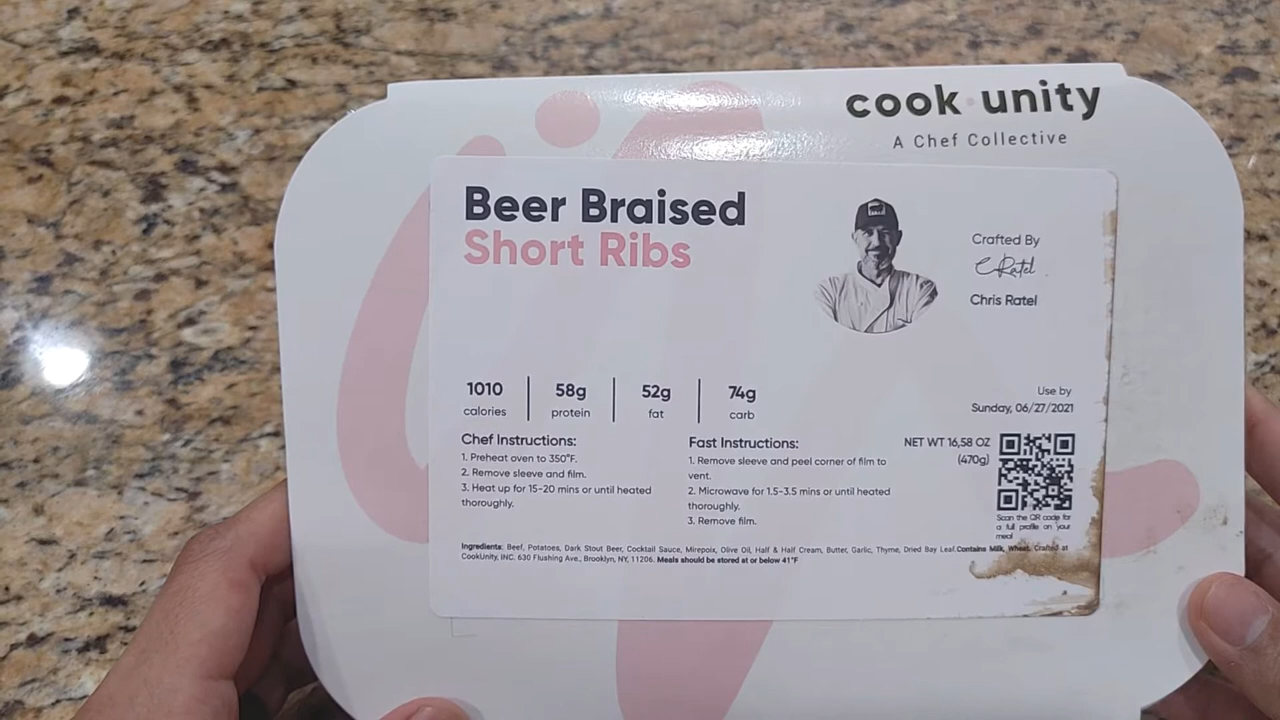 cook unity
A Chef Collective
Beer Braised
Short Ribs
Crafted By
CRatel
Chris Ratel
1010
calories
58g
protein
52g
fat
74g
carb
Use by
Sunday, 06/27/2021
Chef Instructions:
1. Preheat oven to 350°F.
2. Remove sleeve and film.
3. Heat up for 15-20 mins or until heated
thoroughly.
Fast Instructions:
1. Remove sleeve and peel corner of film to
vent.
2. Microwave for 1.5-3.5 mins or until heated
thoroughly.
3. Remove film.
NET WT 16,58 OZ
(470g)
Scan the QR code for
a full profile on your
meal
Ingredients: Beef, Potatoes, Dark Stout Beer, Cocktail Sauce, Mirepoix, Olive Oil, Half & Half Cream, Butter, Garlic, Thyme, Dried Bay Leaf.Contains Milk, Wheat. Crafted at
CookUnity, INC. 630 Flushing Ave., Brooklyn, NY, 11206. Meals should be stored at or below 41°F